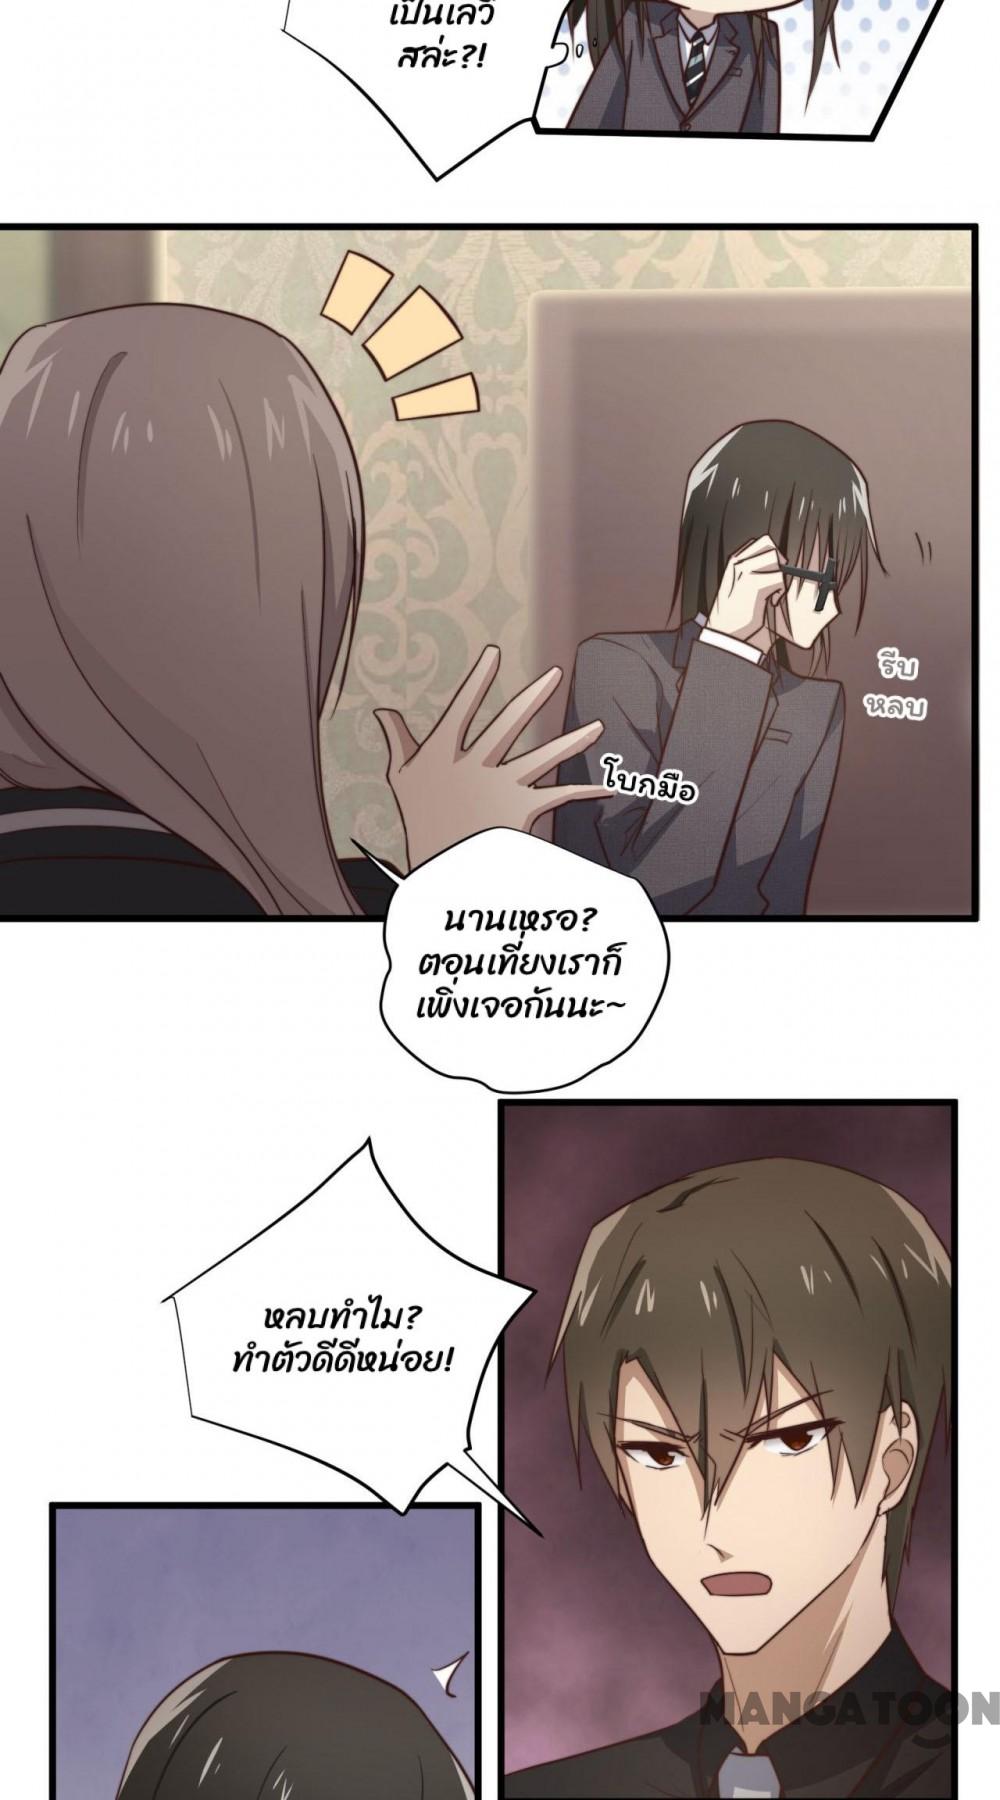 เป็นเลวี
สล่ะ?!
รีบ
หลบ
โบกมือ
นานเหรอ?
ตอนเที่ยงเราก็
เพิ่งเจอกันนะ~
หลบทำไม?
ทำตัวดีดีหน่อย!
MANGATOON